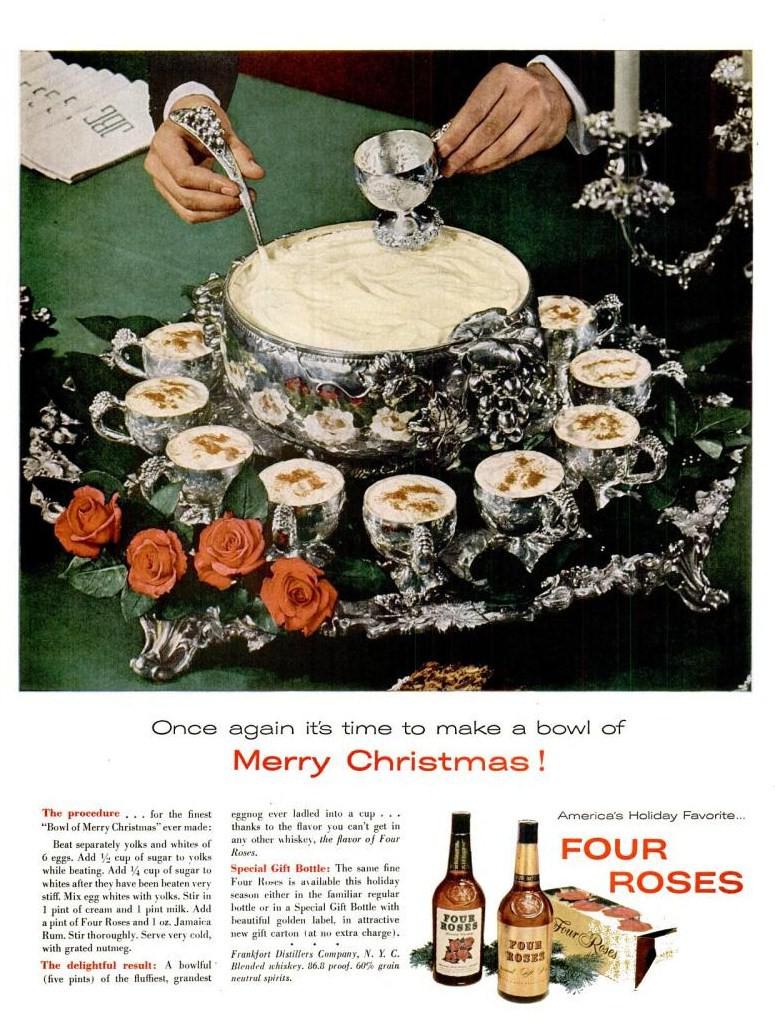 JBL
Once again it's time to make a bowl of
Merry Christmas!
The procedure . . . for the finest
"Bowl of Merry Christmas" ever made:
Beat separately yolks and whites of
6 eggs. Add ½ cup of sugar to yolks
while beating. Add ¼ cup of sugar to
whites after they have been beaten very
stiff. Mix egg whites with yolks. Stir in
1 pint of cream and 1 pint milk. Add
a pint of Four Roses and 1 oz. Jamaica
Rum. Stir thoroughly. Serve very cold,
with grated nutmeg.
The delightful result: A bowlful
(five pints) of the fluffiest, grandest
eggnog ever ladled into a cup . . .
thanks to the flavor you can't get in
any other whiskey, the flavor of Four
Roses.
Special Gift Bottle: The same fine
Four Roses is available this holiday
season either in the familiar regular
bottle or in a Special Gift Bottle with
beautiful golden label, in attractive
new gift carton (at no extra charge).
Frankfort Distillers Company, N. Y. C.
Blended whiskey. 86.8 proof. 60% grain
neutral spirits.
America's Holiday Favorite...
FOUR
ROSES
FOUR
ROSES
FOUR
ROSES
Four Roses